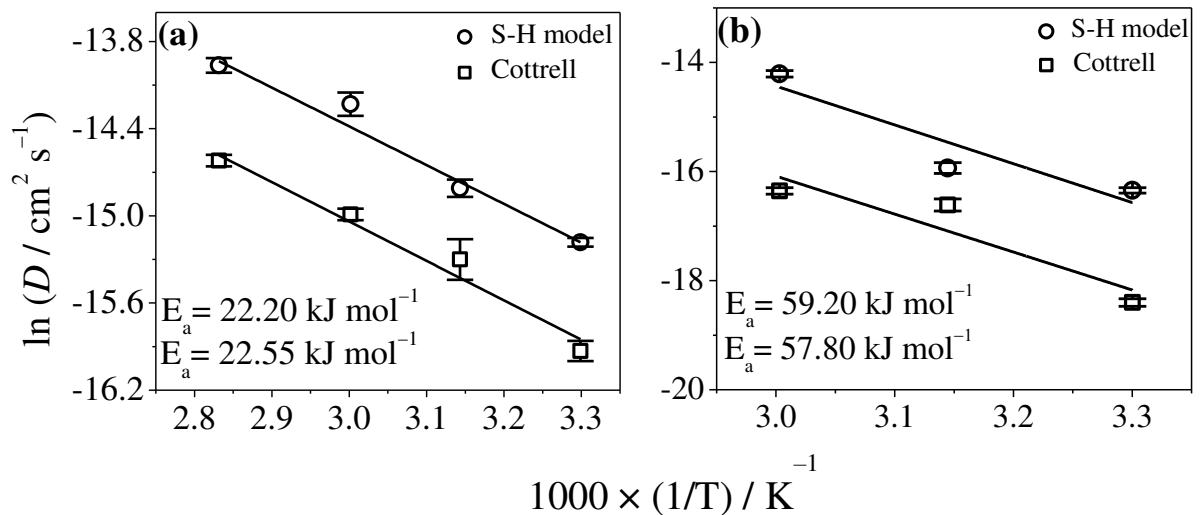 (a)
S-H model
Cottrell
ln (D / cm² s⁻¹)
-13.8
-14.4
-15.0
-15.6
-16.2
Eₐ = 22.20 kJ mol⁻¹
Eₐ = 22.55 kJ mol⁻¹
2.8 2.9 3.0 3.1 3.2 3.3
(b)
S-H model
Cottrell
-14
-16
-18
-20
Eₐ = 59.20 kJ mol⁻¹
Eₐ = 57.80 kJ mol⁻¹
3.0 3.1 3.2 3.3
1000 × (1/T) / K⁻¹